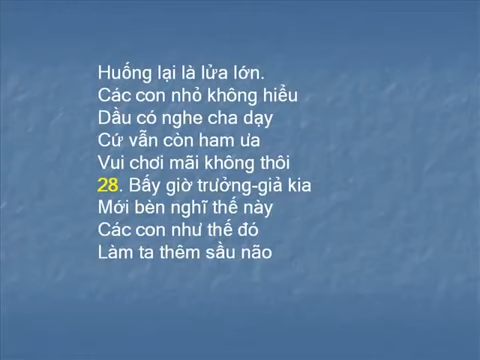 Huống lại là lửa lớn.
Các con nhỏ không hiểu
Dầu có nghe cha dạy
Cứ vẫn còn ham ưa
Vui chơi mãi không thôi
28. Bấy giờ trưởng-giả kia
Mới bèn nghĩ thế này
Các con như thế đó
Làm ta thêm sầu não